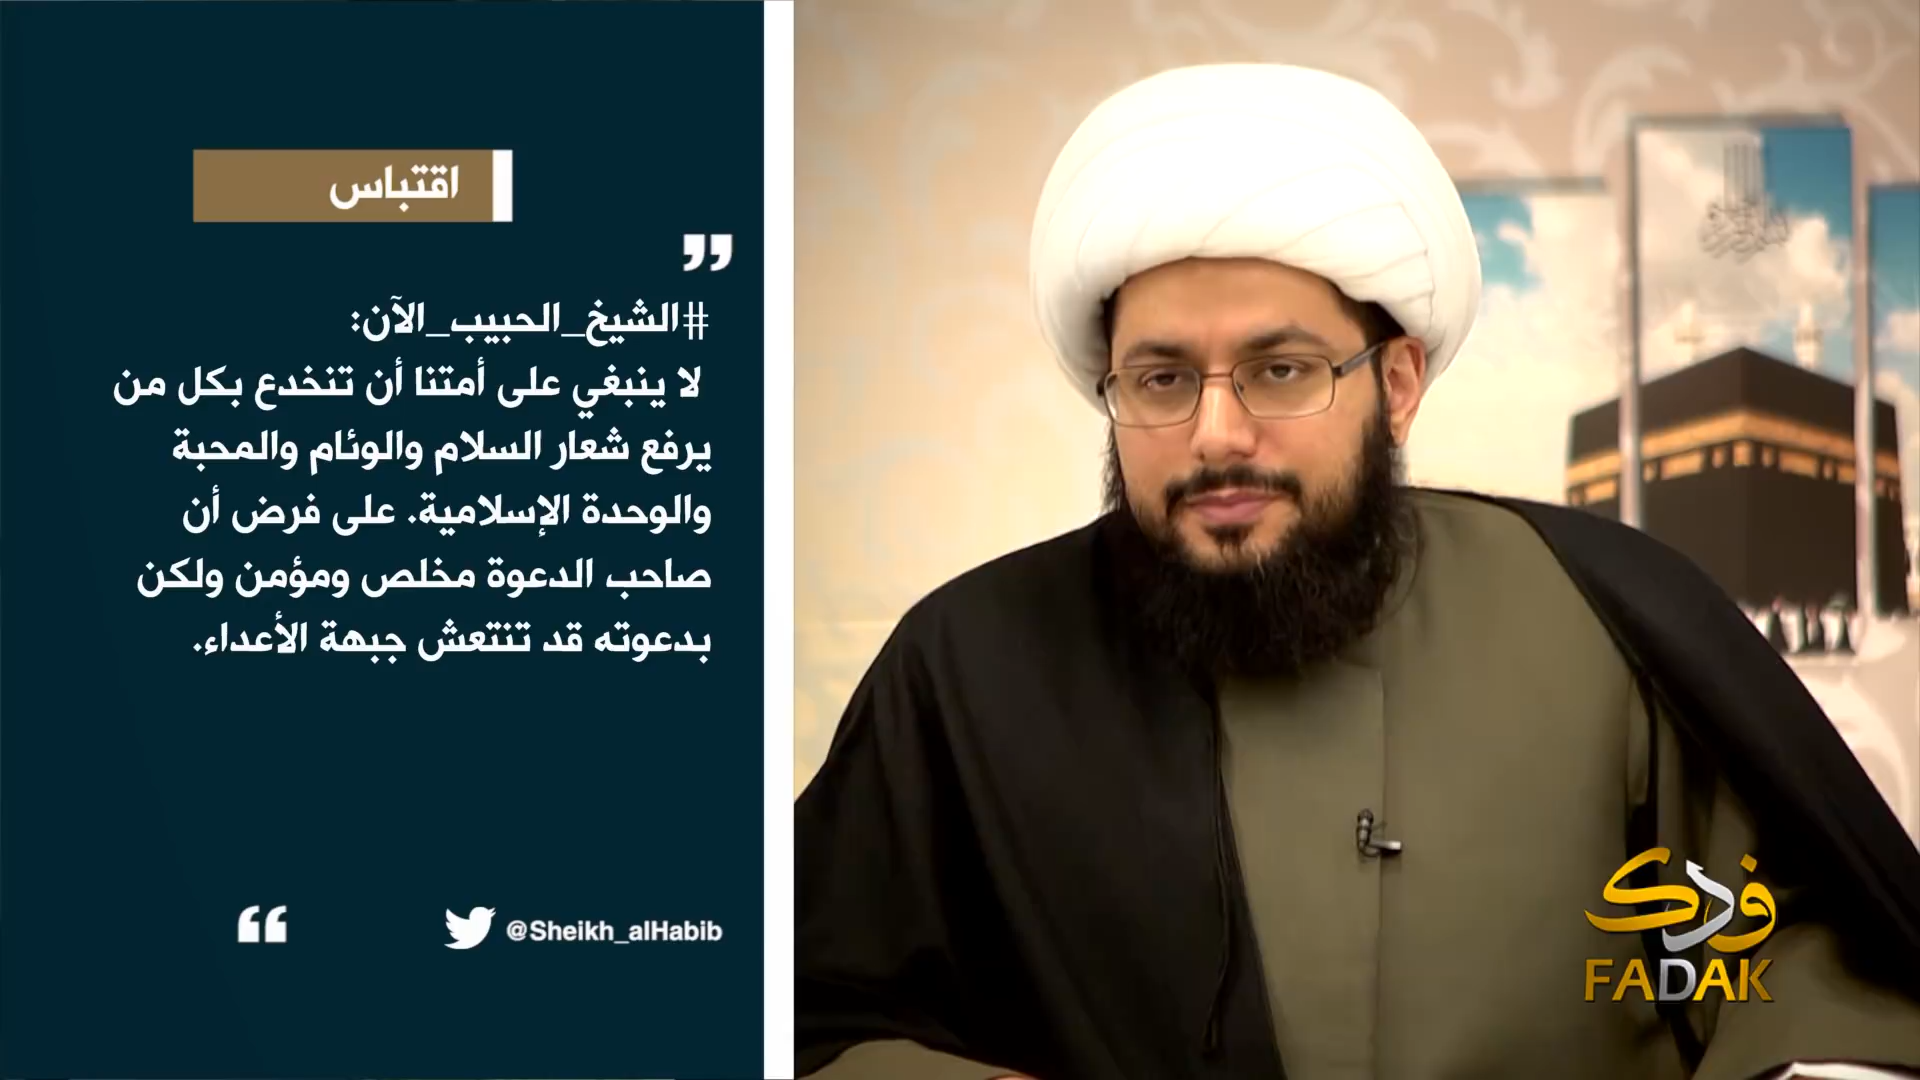 اقتباس
”
#الشيخ_الحبيب_الآن:
لا ينبغي على أمتنا أن تنخدع بكل من
يرفع شعار السلام والوئام والمحبة
والوحدة الإسلامية. على فرض أن
صاحب الدعوة مخلص ومؤمن ولكن
بدعوته قد تنتعش جبهة الأعداء.
“
@Sheikh_alHabib
فدك
FADAK